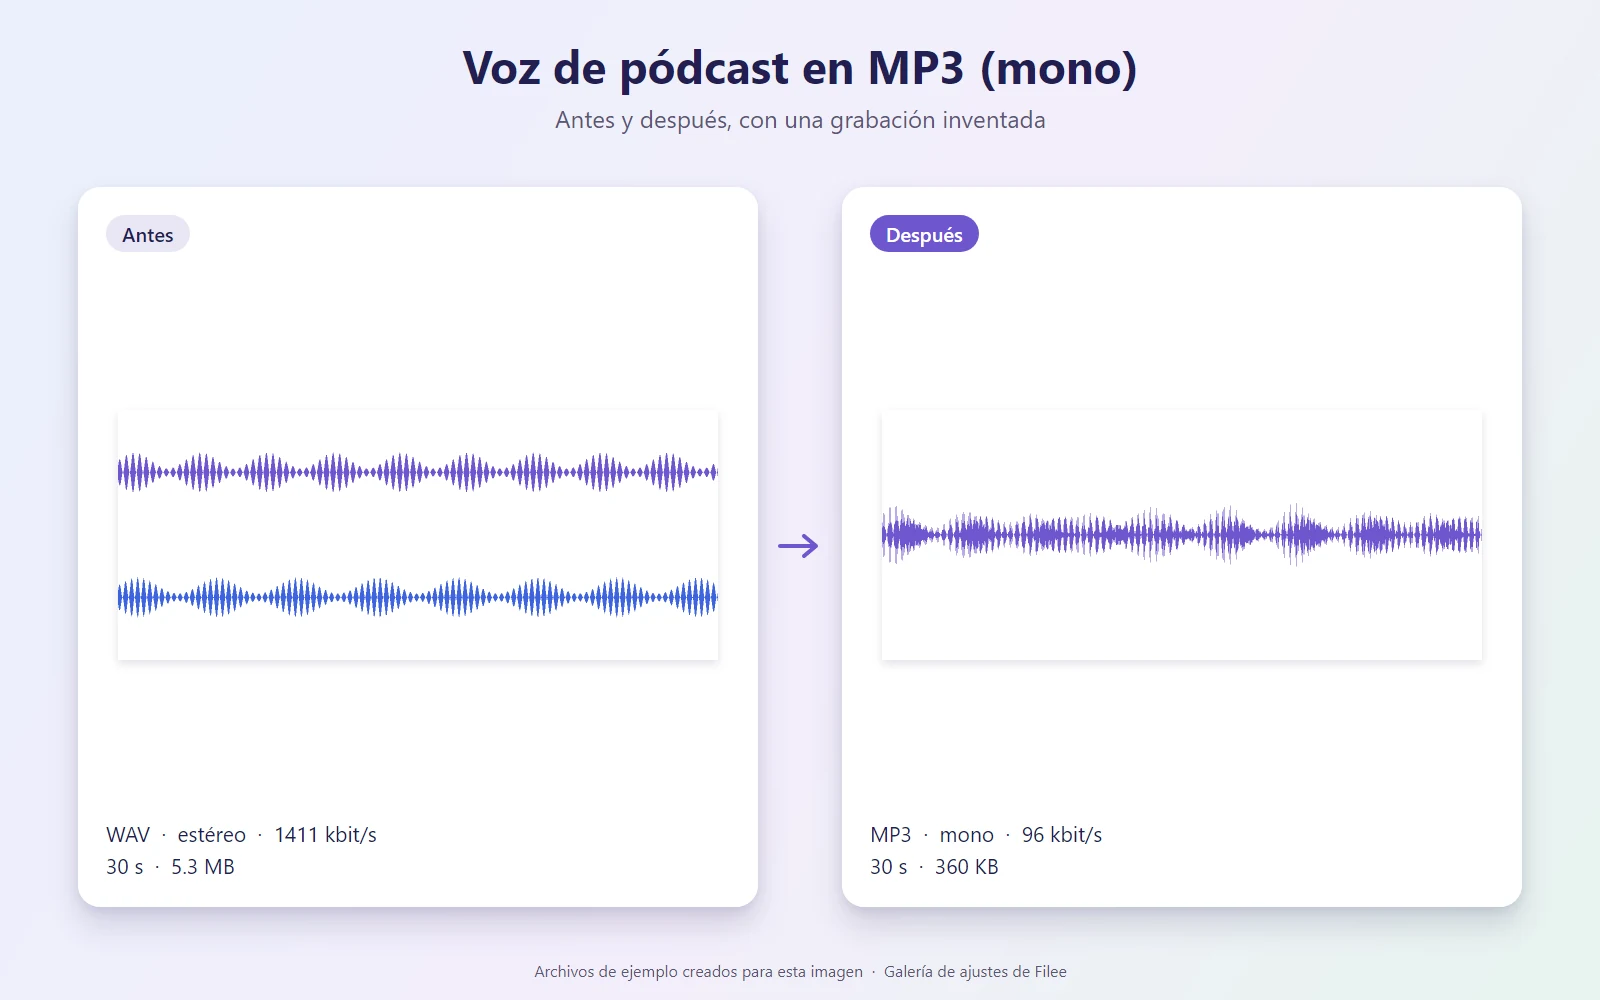 Voz de pódcast en MP3 (mono)
Antes y después, con una grabación inventada
Antes
WAV · estéreo · 1411 kbit/s
30 s · 5.3 MB
Después
MP3 · mono · 96 kbit/s
30 s · 360 KB
Archivos de ejemplo creados para esta imagen · Galería de ajustes de Filee